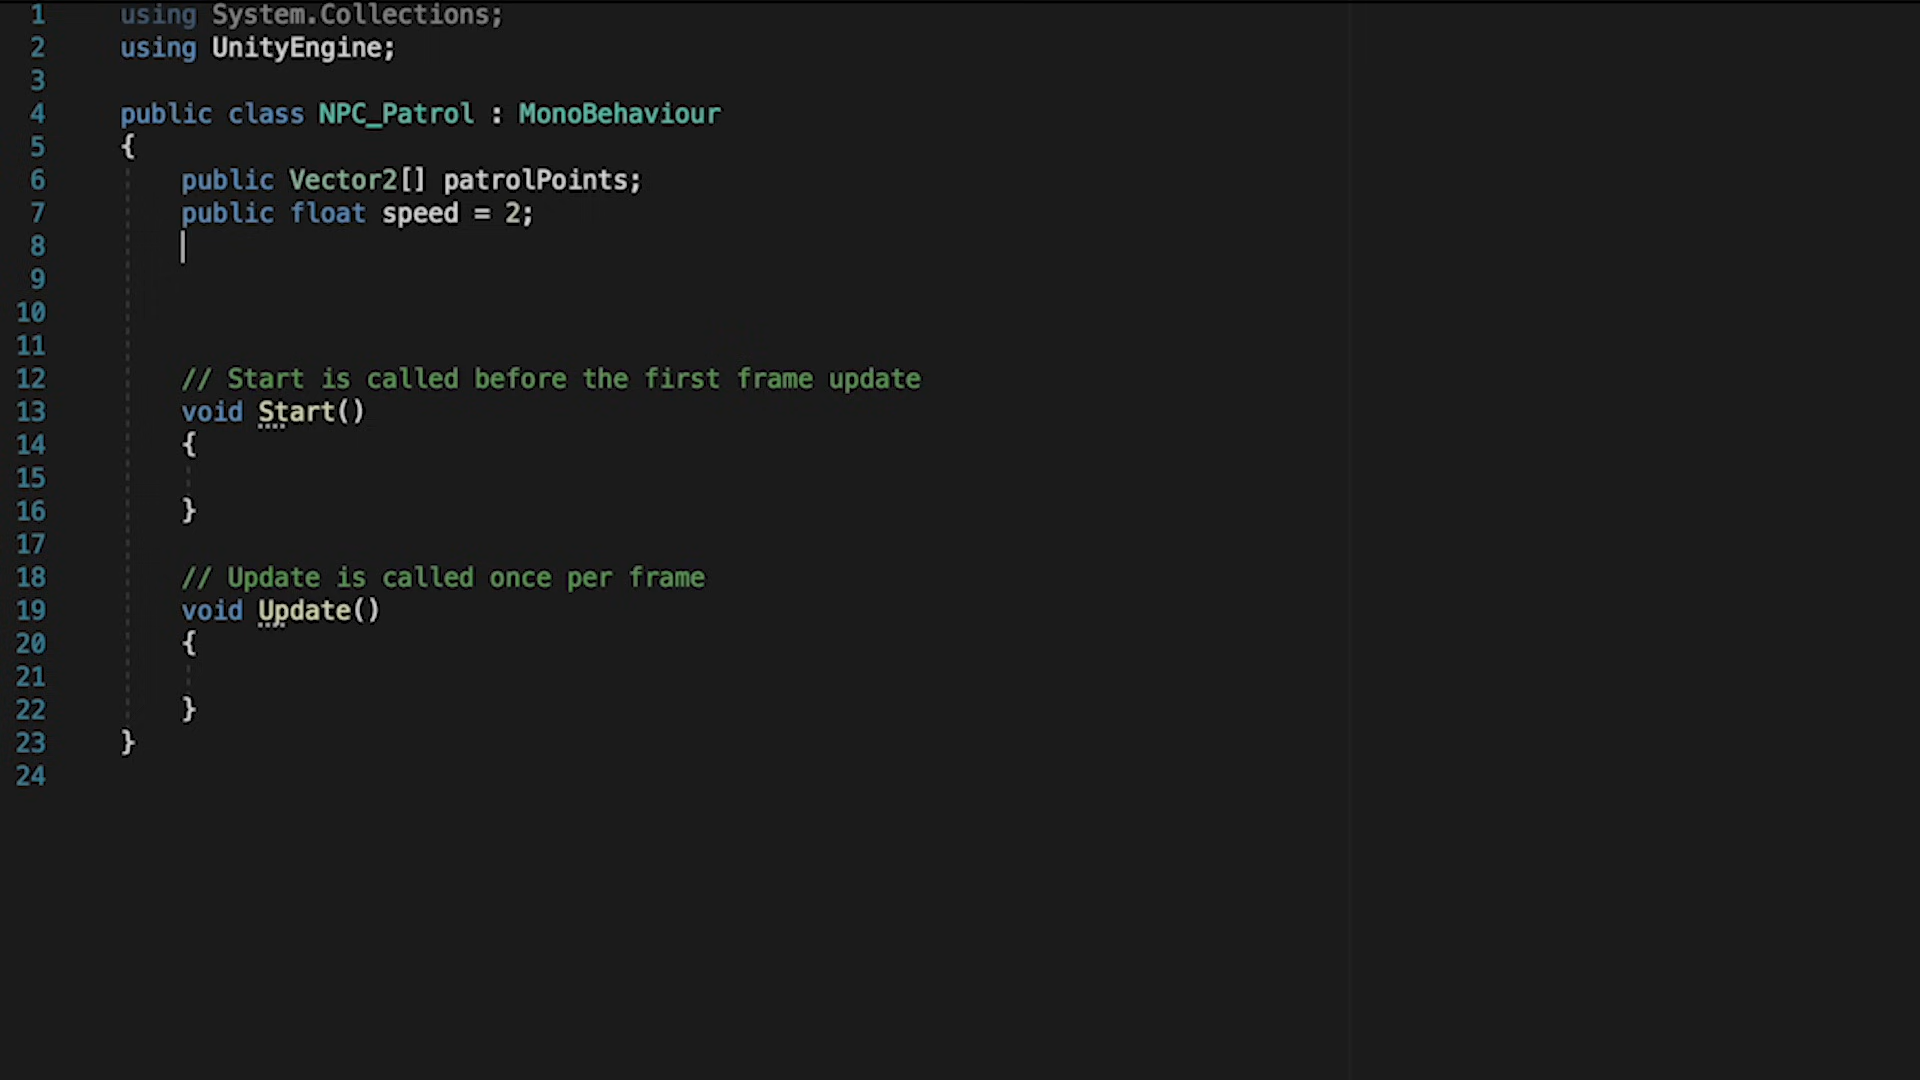 1 using System.Collections;
2 using UnityEngine;
3
4 public class NPC_Patrol : MonoBehaviour
5 {
6 public Vector2[] patrolPoints;
7 public float speed = 2;
8
9
10
11
12 // Start is called before the first frame update
13 void Start()
14 {
15
16 }
17
18 // Update is called once per frame
19 void Update()
20 {
21
22 }
23 }
24